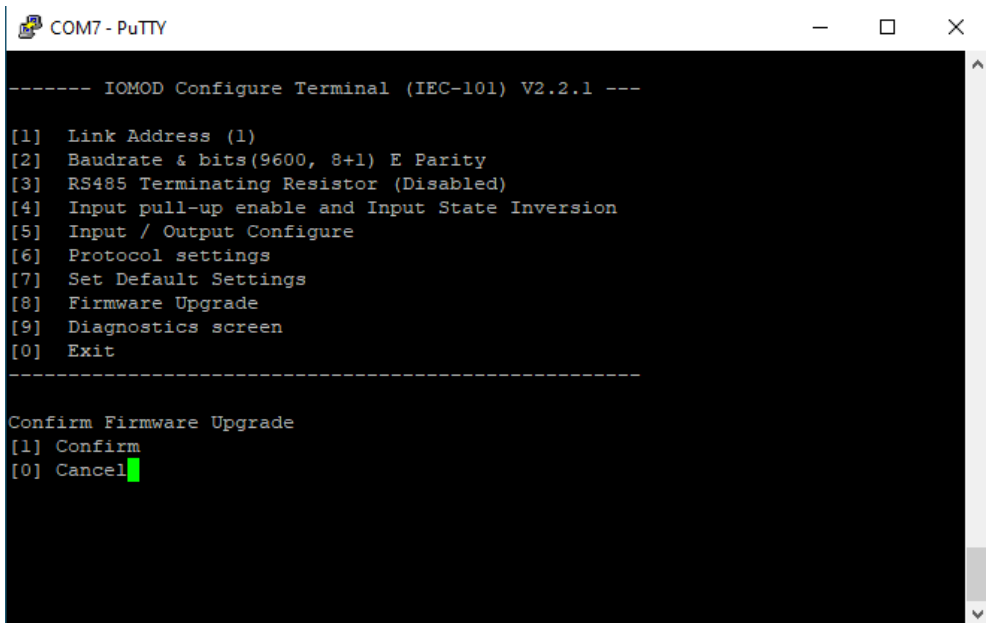 COM7 - PuTTY
------- IOMOD Configure Terminal (IEC-101) V2.2.1 ---
[1]  Link Address (1)
[2]  Baudrate & bits(9600, 8+1) E Parity
[3]  RS485 Terminating Resistor (Disabled)
[4]  Input pull-up enable and Input State Inversion
[5]  Input / Output Configure
[6]  Protocol settings
[7]  Set Default Settings
[8]  Firmware Upgrade
[9]  Diagnostics screen
[0]  Exit
-----------------------------------------------------
Confirm Firmware Upgrade
[1] Confirm
[0] Cancel